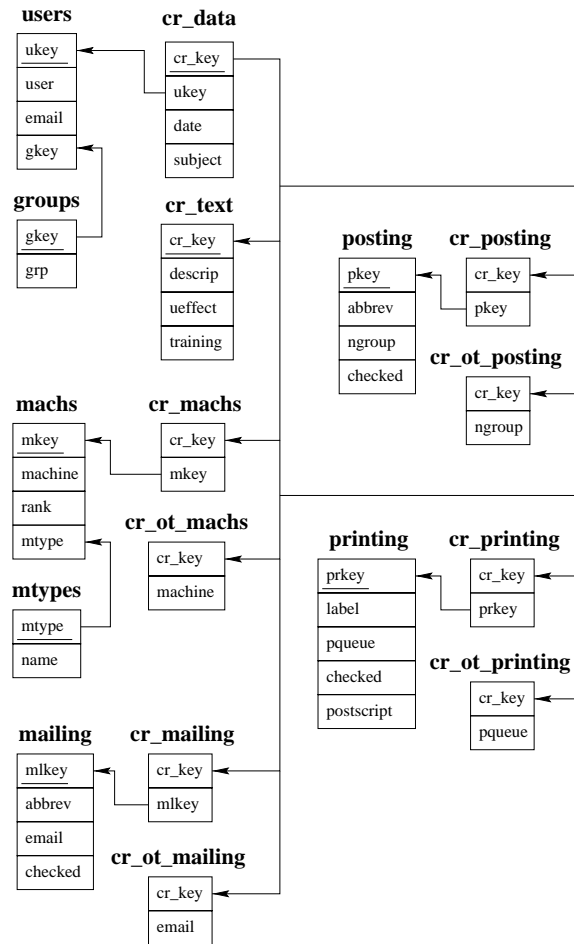 users
ukey
user
email
gkey
groups
gkey
grp
cr_data
cr_key
ukey
date
subject
cr_text
cr_key
descrip
ueffect
training
posting
pkey
abbrev
ngroup
checked
cr_posting
cr_key
pkey
cr_ot_posting
cr_key
ngroup
machs
mkey
machine
rank
mtype
mtypes
mtype
name
cr_machs
cr_key
mkey
cr_ot_machs
cr_key
machine
printing
prkey
label
pqueue
checked
postscript
cr_printing
cr_key
prkey
cr_ot_printing
cr_key
pqueue
mailing
mlkey
abbrev
email
checked
cr_mailing
cr_key
mlkey
cr_ot_mailing
cr_key
email